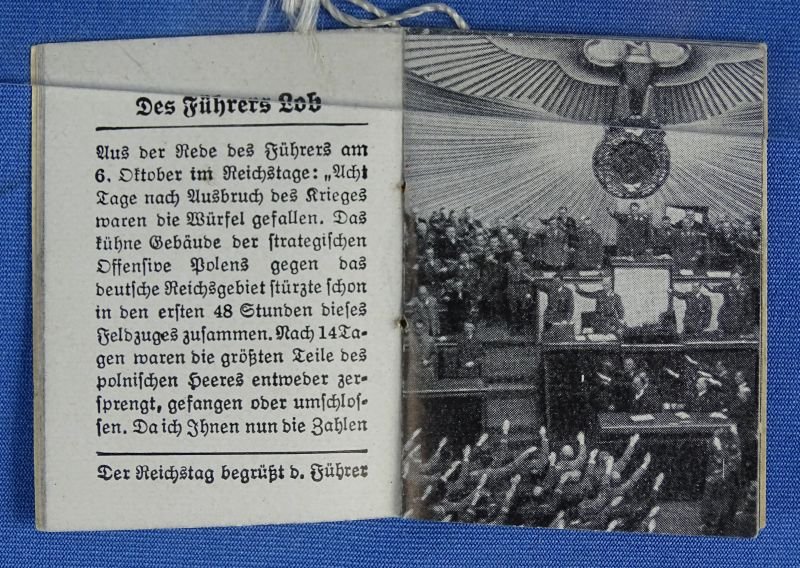 Des Führers Lob
Aus der Rede des Führers am
6. Oktober im Reichstage: „Acht
Tage nach Ausbruch des Krieges
waren die Würfel gefallen. Das
kühne Gebäude der strategischen
Offensive Polens gegen das
deutsche Reichsgebiet stürzte schon
in den ersten 48 Stunden dieses
Feldzuges zusammen. Nach 14 Ta-
gen waren die größten Teile des
polnischen Heeres entweder zer-
sprengt, gefangen oder umschlos-
sen. Da ich Ihnen nun die Zahlen
Der Reichstag begrüßt d. Führer